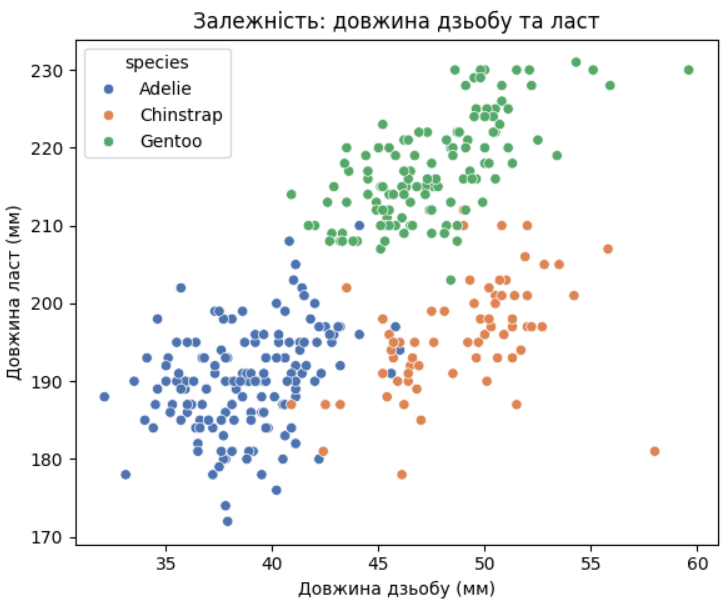 Залежність: довжина дзьобу та ласт
species
Adelie
Chinstrap
Gentoo
230
220
210
200
190
180
170
Довжина ласт (мм)
35 40 45 50 55 60
Довжина дзьобу (мм)